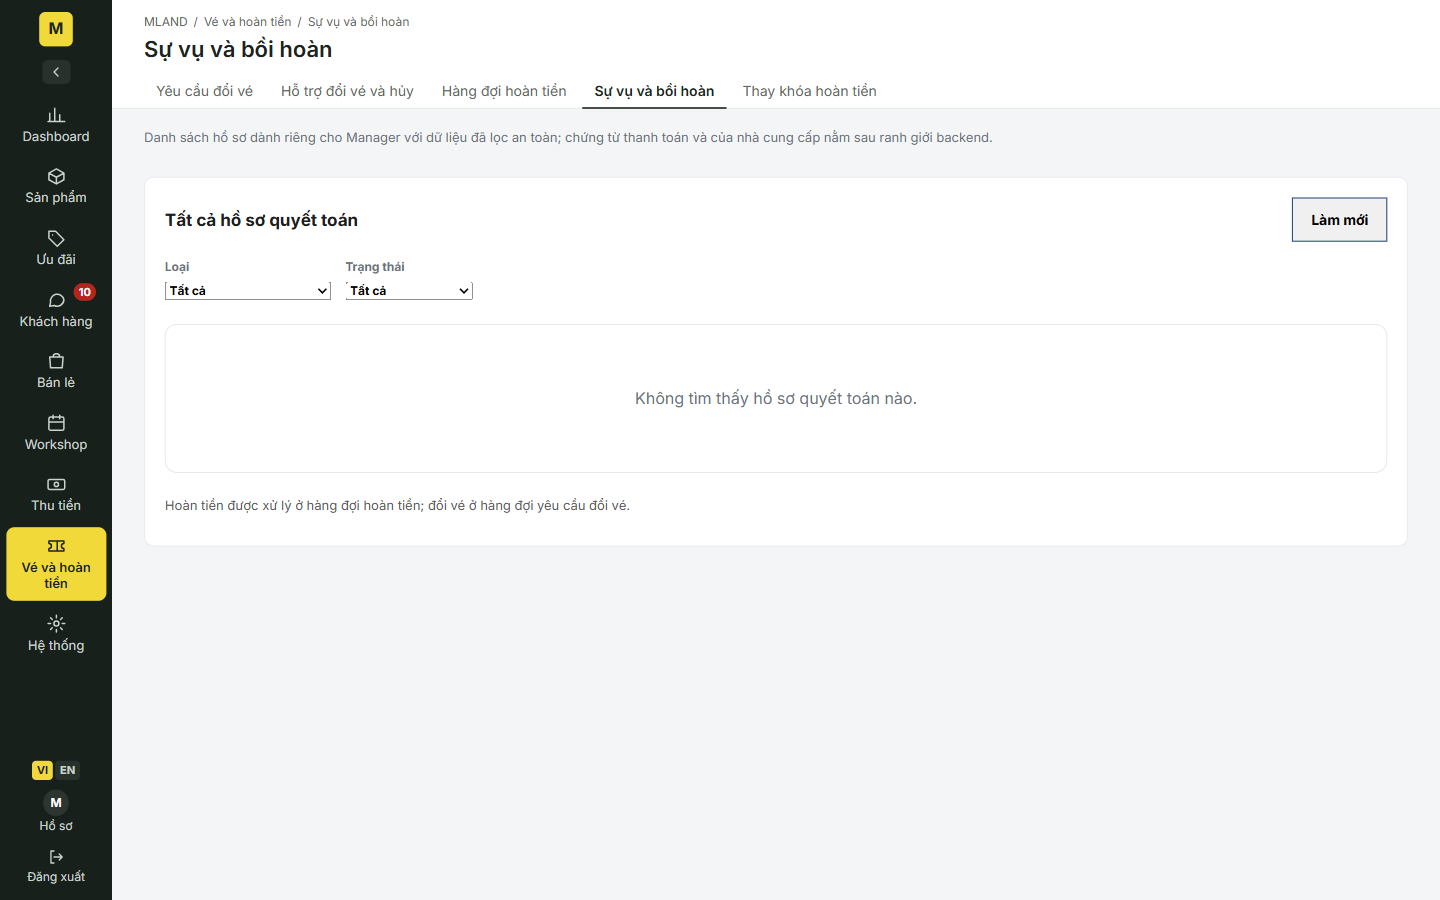 M
Dashboard
Sản phẩm
Ưu đãi
10
Khách hàng
Bán lẻ
Workshop
Thu tiền
Vé và hoàn
tiền
Hệ thống
VI EN
M
Hồ sơ
Đăng xuất
MLAND / Vé và hoàn tiền / Sự vụ và bồi hoàn
Sự vụ và bồi hoàn
Yêu cầu đổi vé Hỗ trợ đổi vé và hủy Hàng đợi hoàn tiền Sự vụ và bồi hoàn Thay khóa hoàn tiền
Danh sách hồ sơ dành riêng cho Manager với dữ liệu đã lọc an toàn; chứng từ thanh toán và của nhà cung cấp nằm sau ranh giới backend.
Tất cả hồ sơ quyết toán
Làm mới
Loại Trạng thái
Tất cả Tất cả
Không tìm thấy hồ sơ quyết toán nào.
Hoàn tiền được xử lý ở hàng đợi hoàn tiền; đổi vé ở hàng đợi yêu cầu đổi vé.